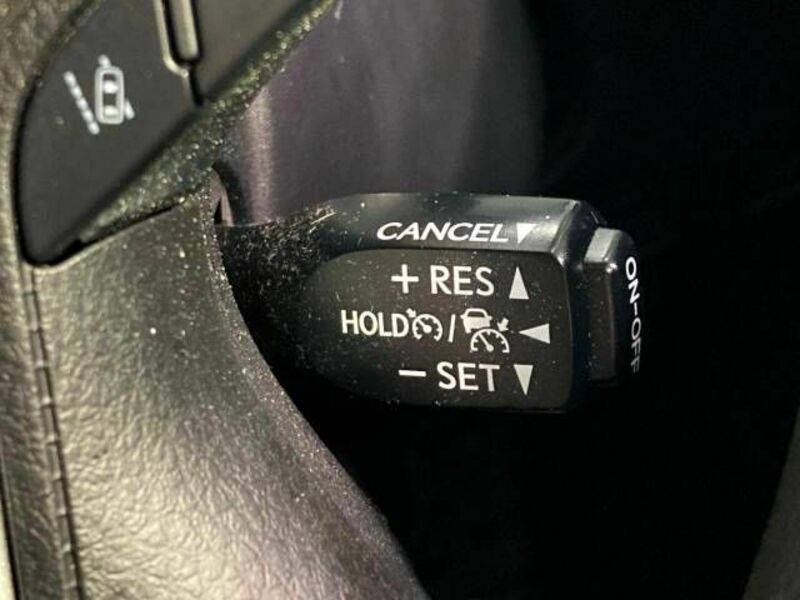 CANCEL▼
+ RES ▲
HOLD / ◀
− SET ▼
ON-OFF